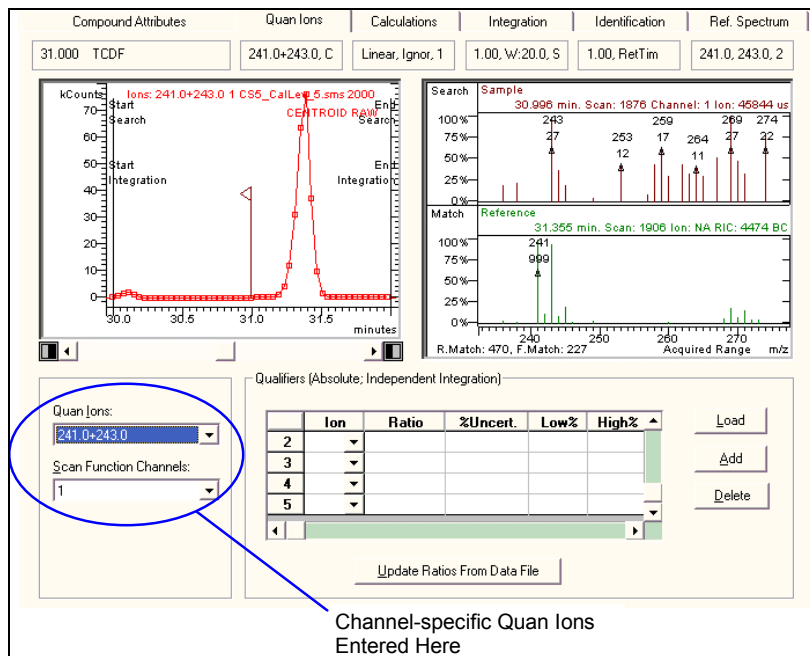 Compound Attributes Quan Ions Calculations Integration Identification Ref. Spectrum
31.000 TCDF 241.0+243.0, C Linear, Ignor, 1 1.00, W:20.0, S 1.00, RetTim 241.0, 243.0, 2
kCounts Ions: 241.0+243.0 1 CS5_CalLev_5.sms 2000
CENTROID RAW
70
60
50
40
30
20
10
0
Start
Search
End
Search
Start
Integration
End
Integration
30.0 30.5 31.0 31.5
minutes
Search Sample
30.996 min. Scan: 1876 Channel: 1 Ion: 45844 us
100%
75%
50%
25%
0%
243
27
253
12
259
17
264
11
269
27
274
22
Match Reference
31.355 min. Scan: 1906 Ion: NA RIC: 4474 BC
100%
75%
50%
25%
0%
241
999
240 250 260 270
R.Match: 470, F.Match: 227 Acquired Range m/z
Quan Ions:
241.0+243.0
Scan Function Channels:
1
Qualifiers (Absolute; Independent Integration)
Ion Ratio %Uncert. Low% High%
2
3
4
5
Load
Add
Delete
Update Ratios From Data File
Channel-specific Quan Ions
Entered Here